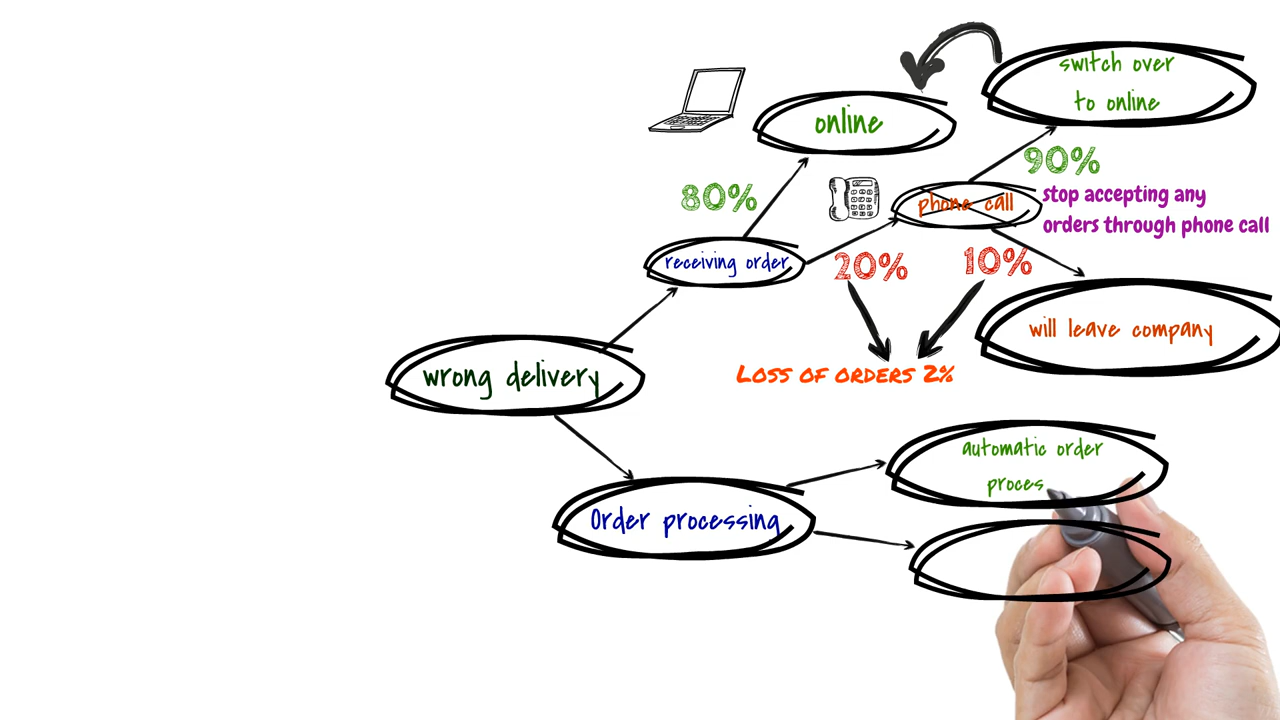 switch over
to online
online
90%
80%
stop accepting any
orders through phone call
phone call
receiving order
20%
10%
will leave company
Loss of orders 2%
wrong delivery
automatic order
proces
Order processing